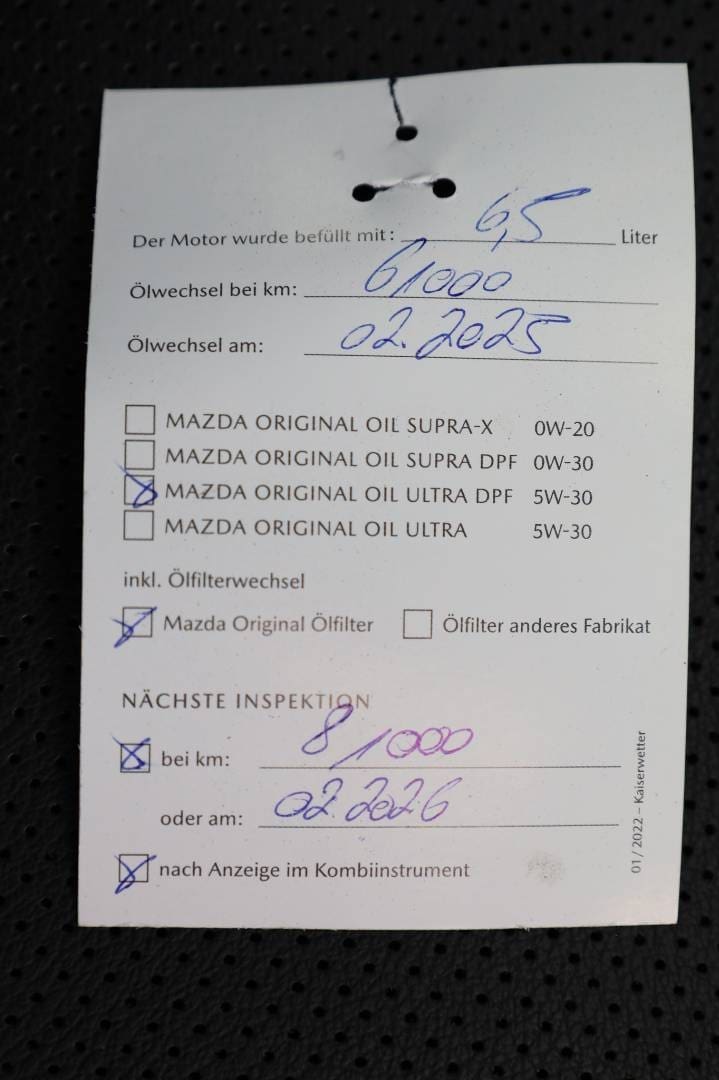 Der Motor wurde befüllt mit: 6,5 Liter
Ölwechsel bei km: 61000
Ölwechsel am: 02.2025
MAZDA ORIGINAL OIL SUPRA-X 0W-20
MAZDA ORIGINAL OIL SUPRA DPF 0W-30
MAZDA ORIGINAL OIL ULTRA DPF 5W-30
MAZDA ORIGINAL OIL ULTRA 5W-30
inkl. Ölfilterwechsel
Mazda Original Ölfilter Ölfilter anderes Fabrikat
NÄCHSTE INSPEKTION
bei km: 81000
oder am: 02.2026
nach Anzeige im Kombiinstrument
01/2022 – Kaiserwetter